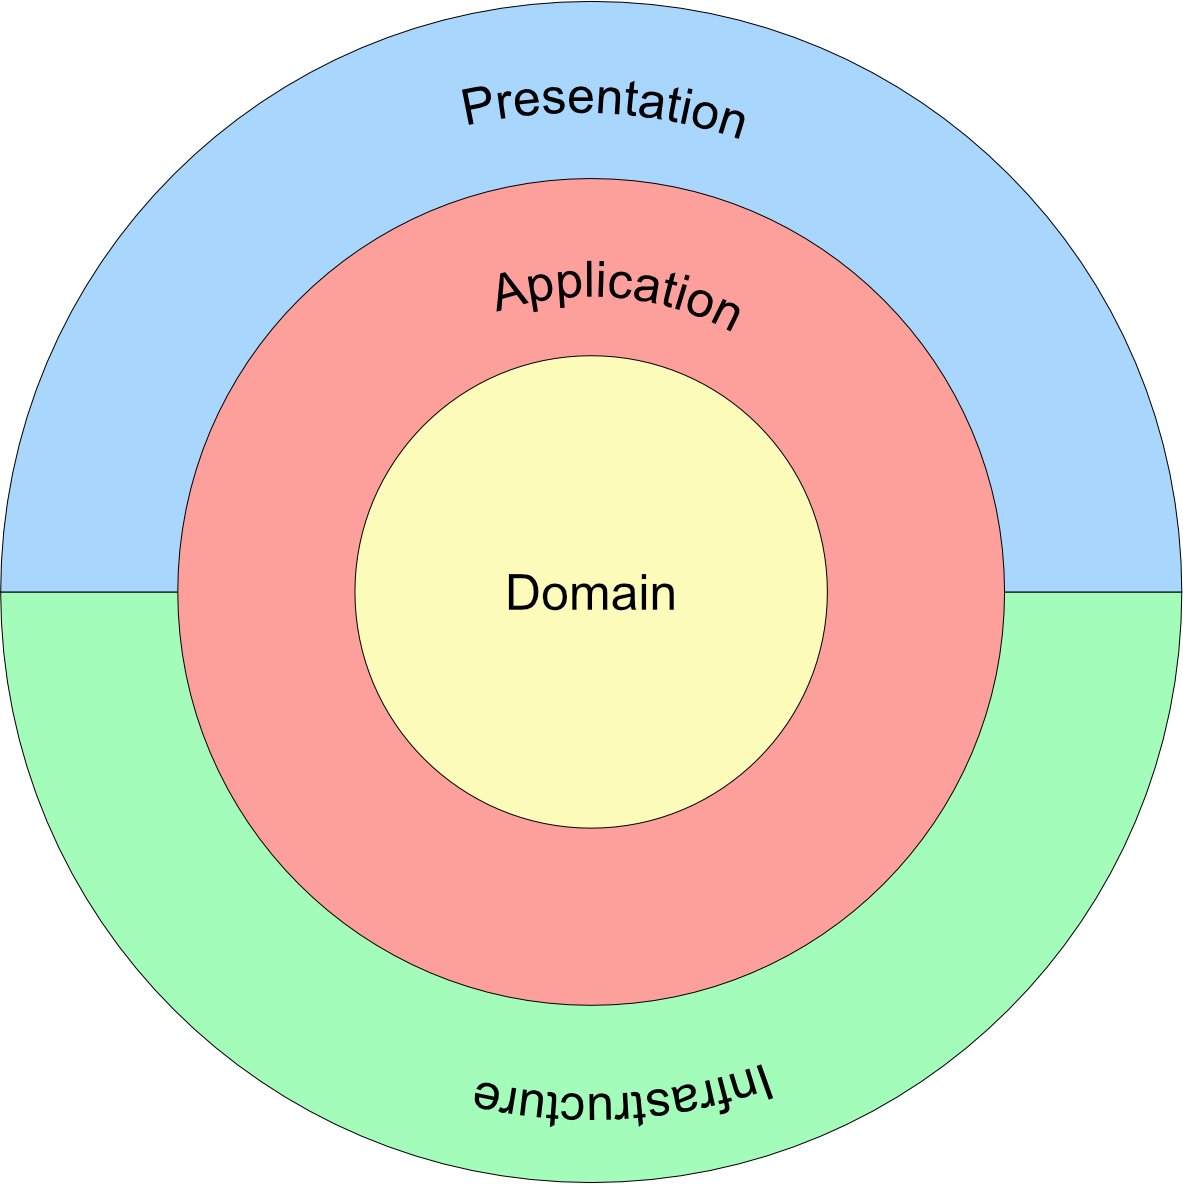 Presentation
Application
Domain
Infrastructure